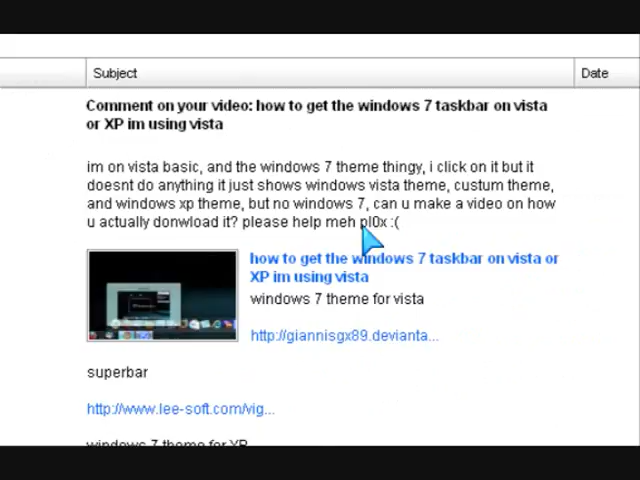 Subject
Date
Comment on your video: how to get the windows 7 taskbar on vista
or XP im using vista
im on vista basic, and the windows 7 theme thingy, i click on it but it
doesnt do anything it just shows windows vista theme, custum theme,
and windows xp theme, but no windows 7, can u make a video on how
u actually donwload it? please help meh pl0x :(
how to get the windows 7 taskbar on vista or
XP im using vista
windows 7 theme for vista
http://giannisgx89.devianta...
superbar
http://www.lee-soft.com/vig...
windows 7 theme for XP